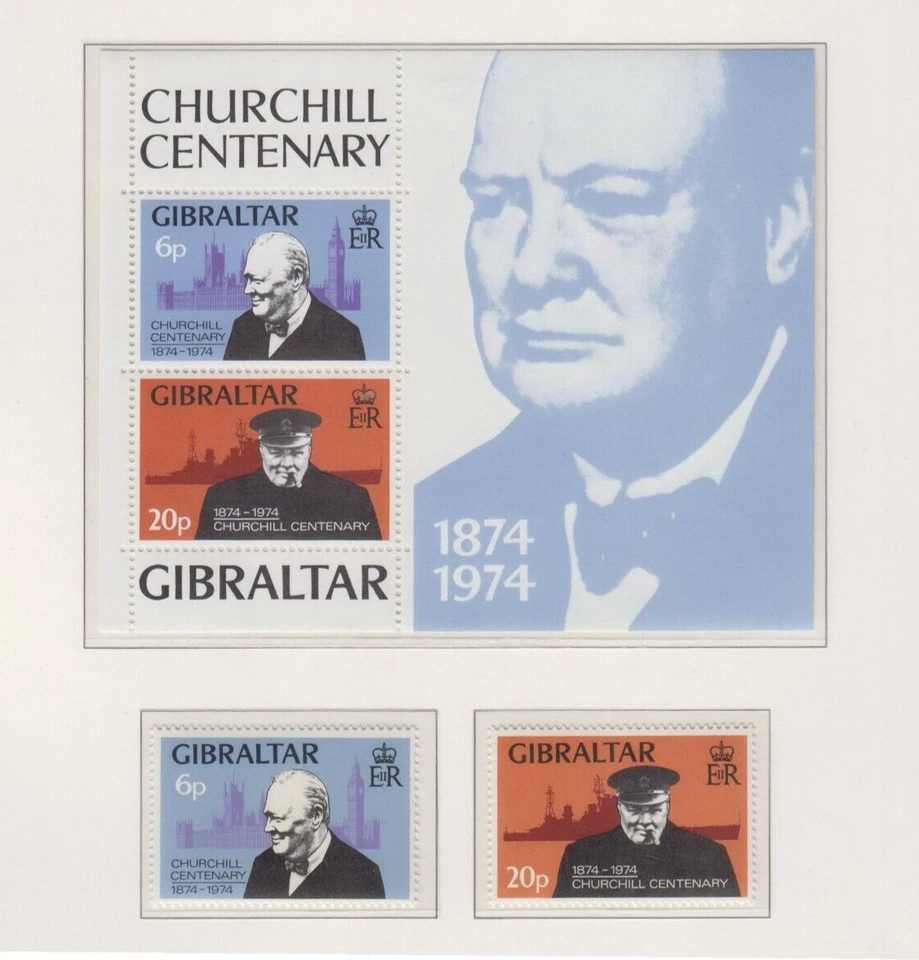 CHURCHILL
CENTENARY
GIBRALTAR
6p
EIIR
CHURCHILL
CENTENARY
1874-1974
GIBRALTAR
EIIR
20p
1874-1974
CHURCHILL CENTENARY
GIBRALTAR
1874
1974
GIBRALTAR
6p
EIIR
CHURCHILL
CENTENARY
1874-1974
GIBRALTAR
EIIR
20p
1874-1974
CHURCHILL CENTENARY